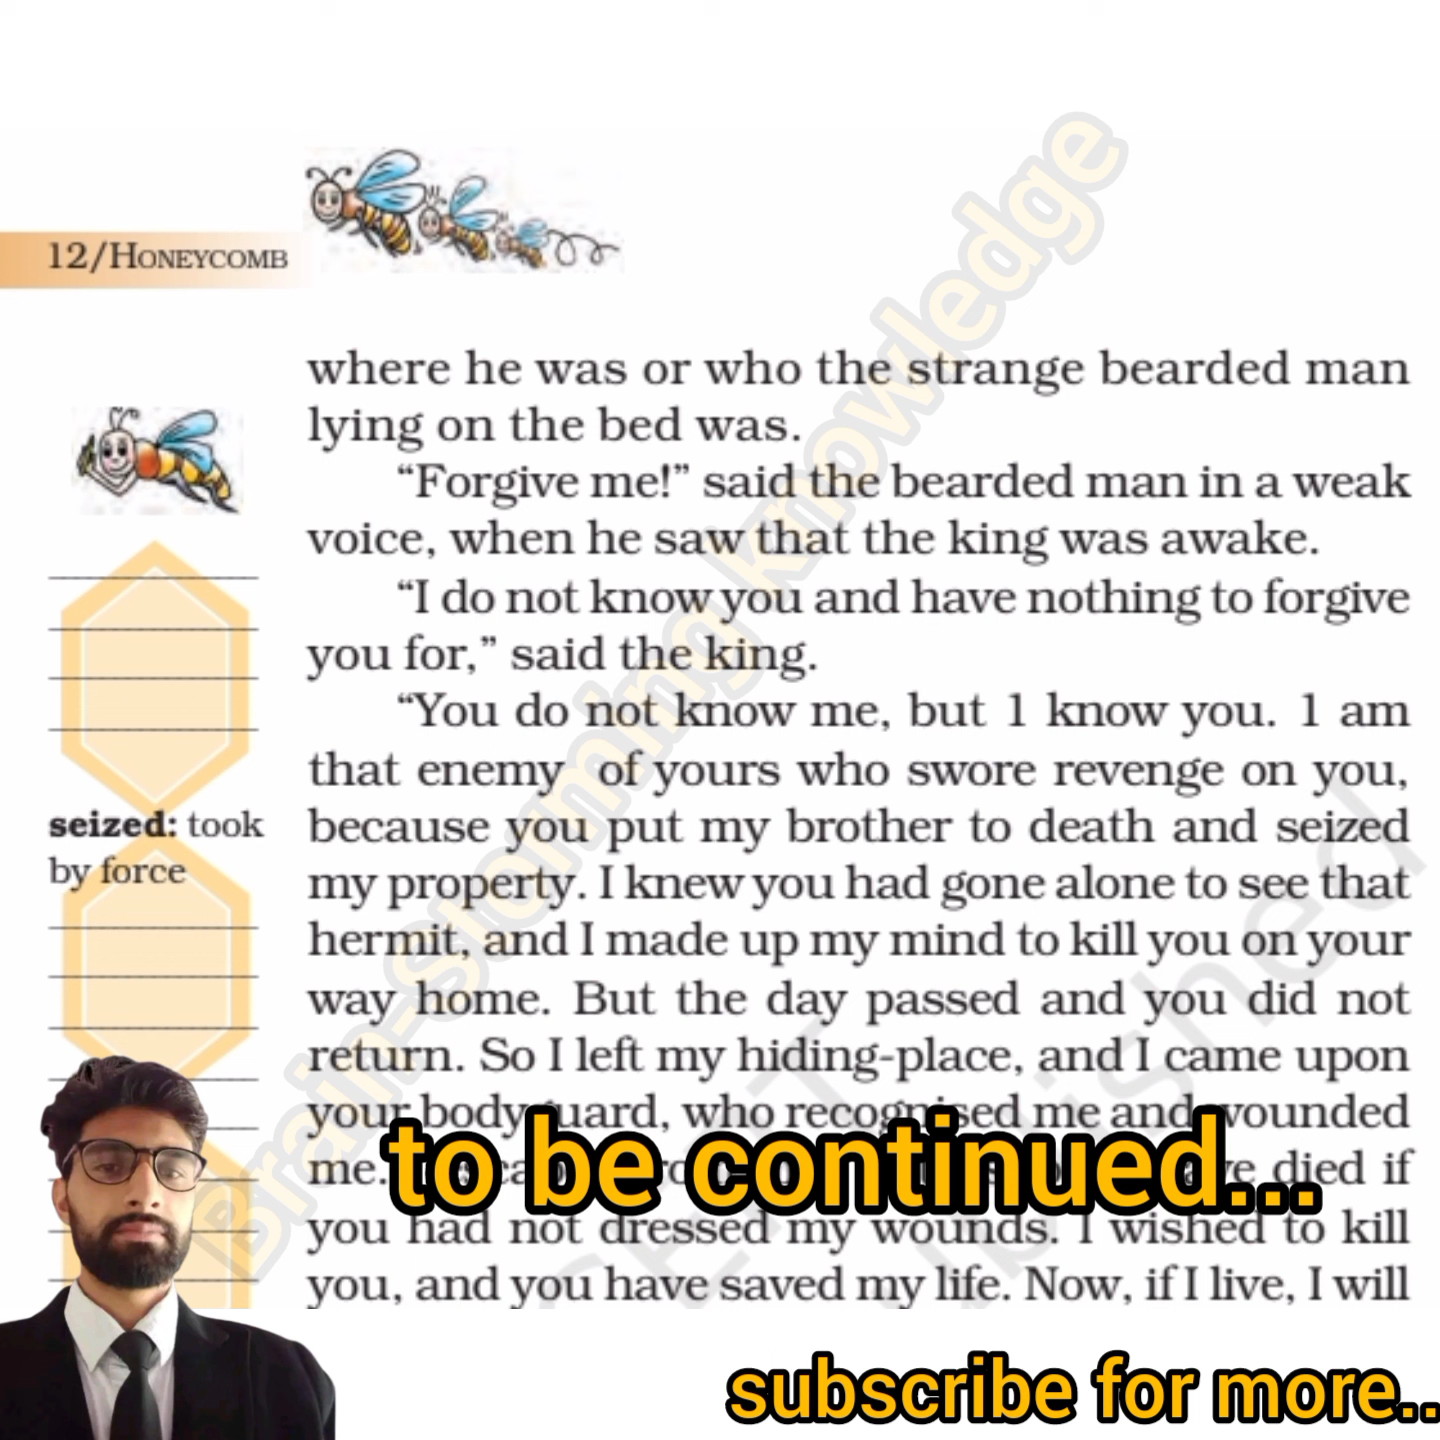 12/HONEYCOMB
where he was or who the strange bearded man
lying on the bed was.
“Forgive me!” said the bearded man in a weak
voice, when he saw that the king was awake.
“I do not know you and have nothing to forgive
you for,” said the king.
“You do not know me, but 1 know you. 1 am
that enemy of yours who swore revenge on you,
because you put my brother to death and seized
my property. I knew you had gone alone to see that
hermit, and I made up my mind to kill you on your
way home. But the day passed and you did not
return. So I left my hiding-place, and I came upon
your bodyguard, who recognised me and wounded
me. died if
you had not dressed my wounds. I wished to kill
you, and you have saved my life. Now, if I live, I will
seized: took
by force
to be continued...
subscribe for more..
Brain-storming knowledge